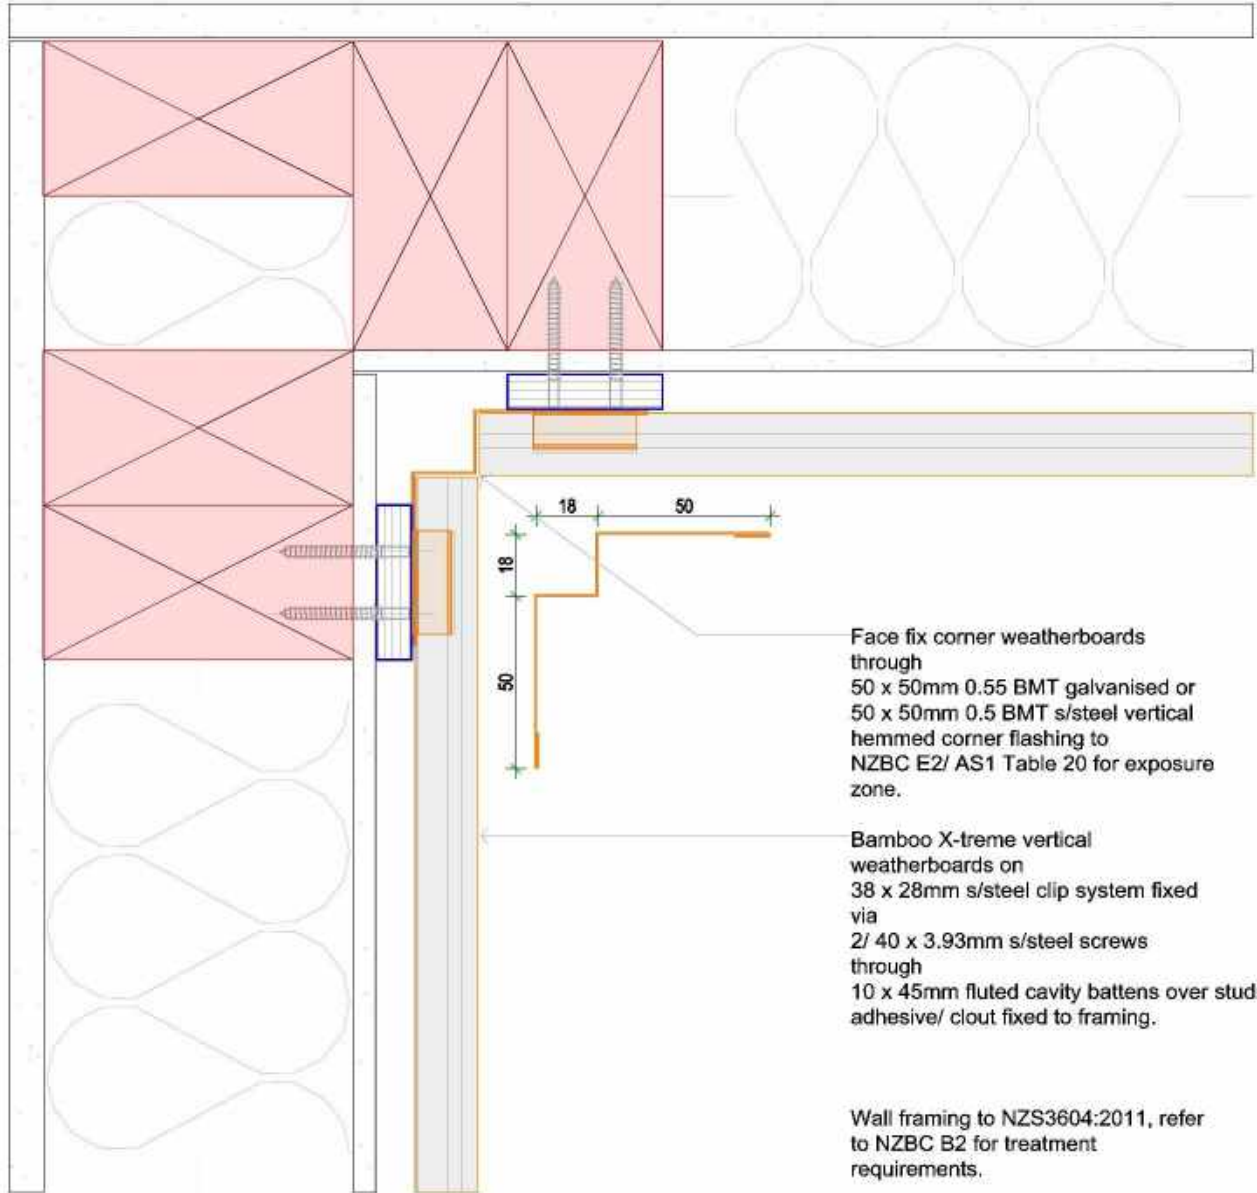 18
50
18
50
Face fix corner weatherboards
through
50 x 50mm 0.55 BMT galvanised or
50 x 50mm 0.5 BMT s/steel vertical
hemmed corner flashing to
NZBC E2/ AS1 Table 20 for exposure
zone.
Bamboo X-treme vertical
weatherboards on
38 x 28mm s/steel clip system fixed
via
2/ 40 x 3.93mm s/steel screws
through
10 x 45mm fluted cavity battens over stud
adhesive/ clout fixed to framing.
Wall framing to NZS3604:2011, refer
to NZBC B2 for treatment
requirements.